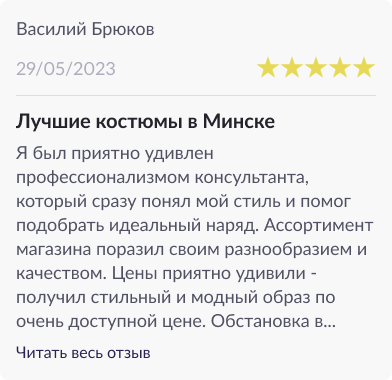 Василий Брюков
29/05/2023
Лучшие костюмы в Минске
Я был приятно удивлен
профессионализмом консультанта,
который сразу понял мой стиль и помог
подобрать идеальный наряд. Ассортимент
магазина поразил своим разнообразием и
качеством. Цены приятно удивили -
получил стильный и модный образ по
очень доступной цене. Обстановка в...
Читать весь отзыв